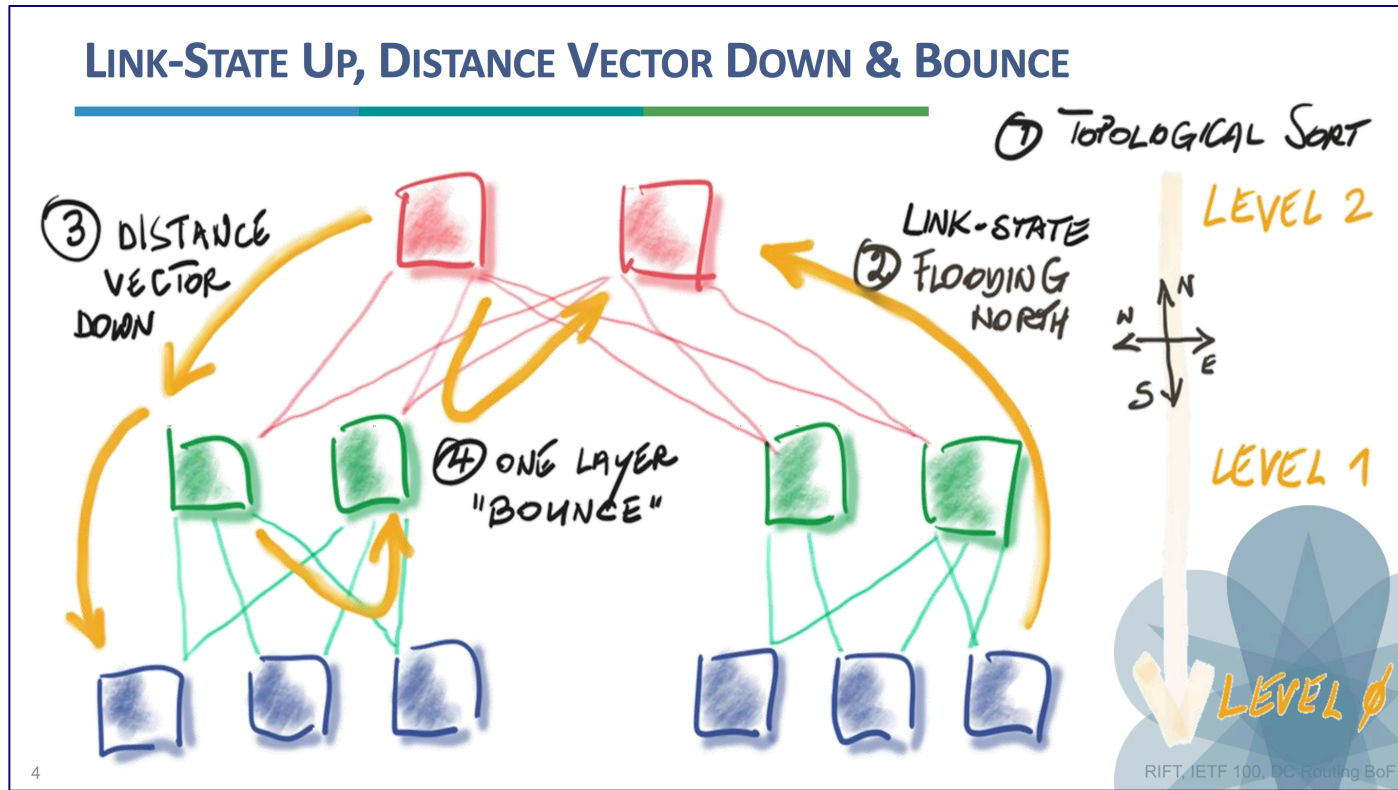 LINK-STATE UP, DISTANCE VECTOR DOWN & BOUNCE
① TOPOLOGICAL SORT
LEVEL 2
③ DISTANCE
VECTOR
DOWN
LINK-STATE
② FLOODING
NORTH
N
W
E
S
④ ONE LAYER
"BOUNCE"
LEVEL 1
LEVEL 0
4
RIFT, IETF 100, DC Routing BoF